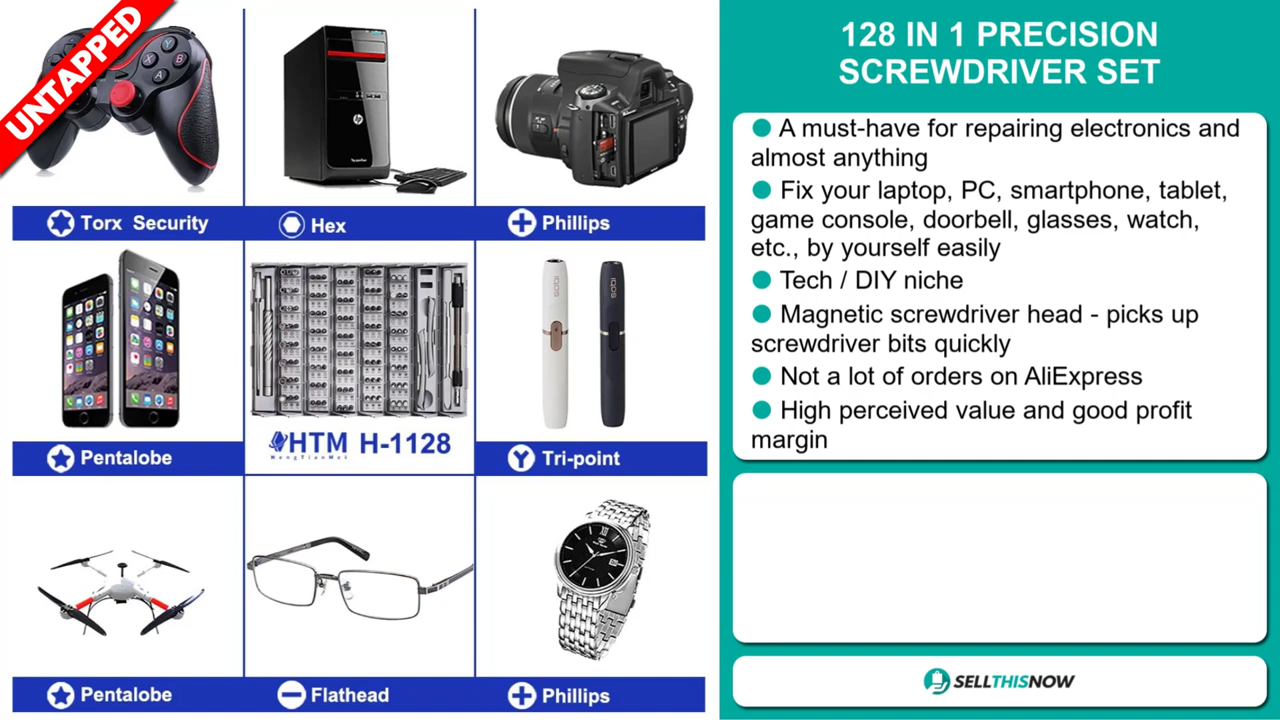 UNTAPPED
Torx Security
Hex
Phillips
Pentalobe
HTM H-1128
MengTianMei
IQOS
IQOS
Tri-point
Pentalobe
Flathead
Phillips
128 IN 1 PRECISION
SCREWDRIVER SET
A must-have for repairing electronics and
almost anything
Fix your laptop, PC, smartphone, tablet,
game console, doorbell, glasses, watch,
etc., by yourself easily
Tech / DIY niche
Magnetic screwdriver head - picks up
screwdriver bits quickly
Not a lot of orders on AliExpress
High perceived value and good profit
margin
SELLTHISNOW